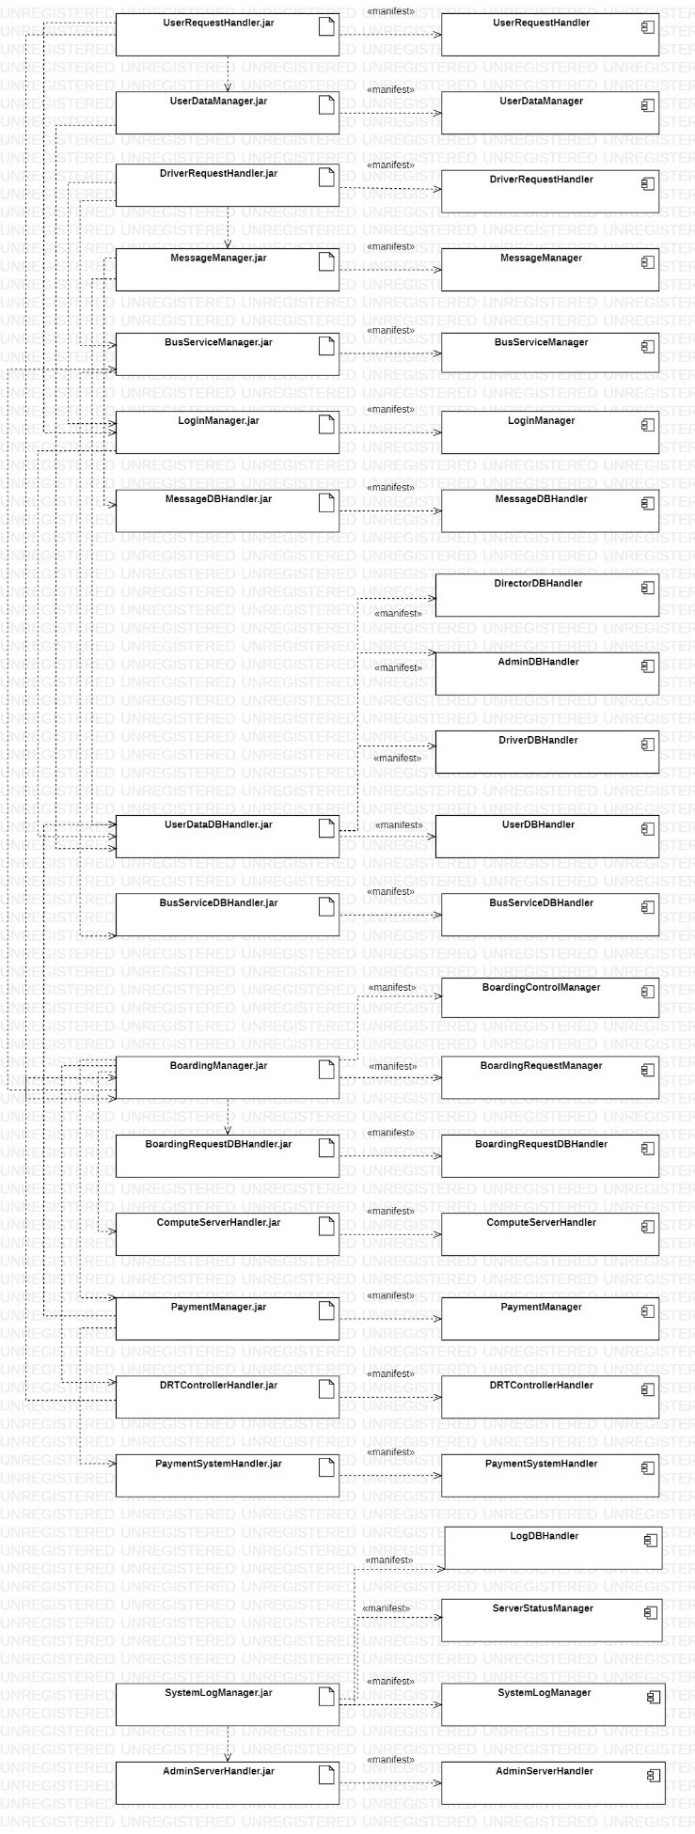 «manifest»
UserRequestHandler.jar
UserRequestHandler
«manifest»
UserDataManager.jar
UserDataManager
«manifest»
DriverRequestHandler.jar
DriverRequestHandler
«manifest»
MessageManager.jar
MessageManager
«manifest»
BusServiceManager.jar
BusServiceManager
«manifest»
LoginManager.jar
LoginManager
«manifest»
MessageDBHandler.jar
MessageDBHandler
DirectorDBHandler
«manifest»
AdminDBHandler
«manifest»
DriverDBHandler
«manifest»
UserDataDBHandler.jar
«manifest»
UserDBHandler
«manifest»
BusServiceDBHandler.jar
BusServiceDBHandler
«manifest»
BoardingControlManager
«manifest»
BoardingManager.jar
BoardingRequestManager
«manifest»
BoardingRequestDBHandler.jar
BoardingRequestDBHandler
«manifest»
ComputeServerHandler.jar
ComputeServerHandler
«manifest»
PaymentManager.jar
PaymentManager
«manifest»
DRTControllerHandler.jar
DRTControllerHandler
«manifest»
PaymentSystemHandler.jar
PaymentSystemHandler
LogDBHandler
«manifest»
«manifest»
ServerStatusManager
«manifest»
SystemLogManager.jar
SystemLogManager
«manifest»
AdminServerHandler.jar
AdminServerHandler